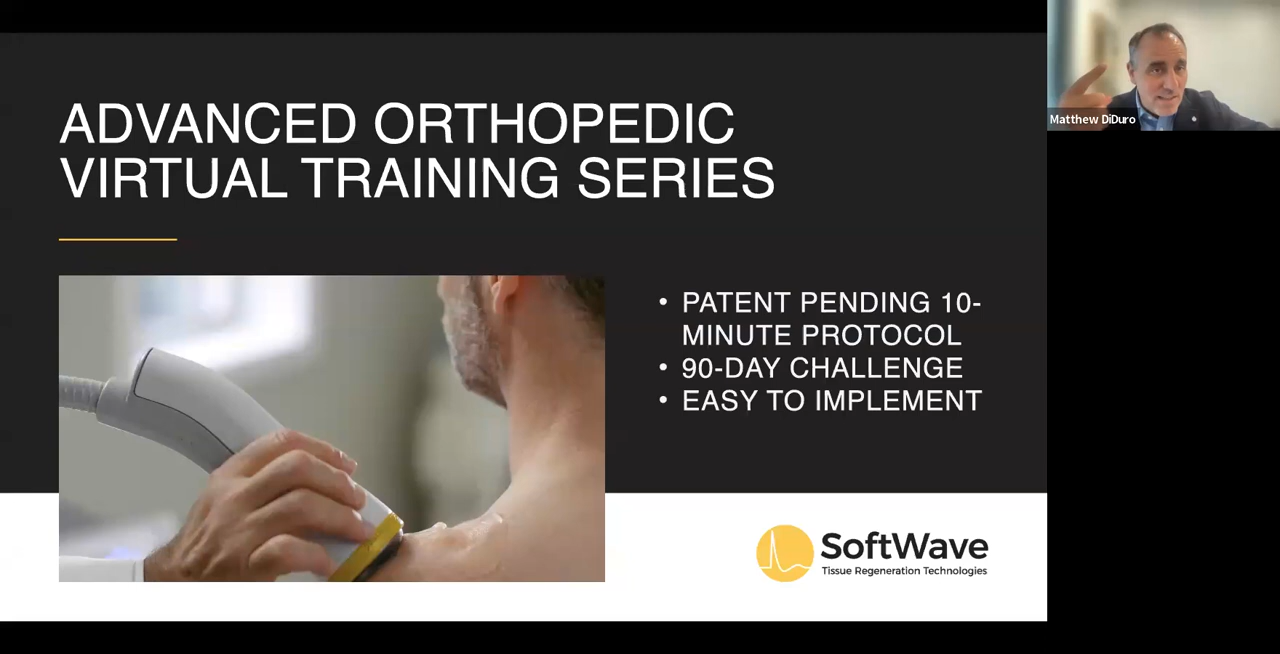 ADVANCED ORTHOPEDIC
VIRTUAL TRAINING SERIES
• PATENT PENDING 10-
MINUTE PROTOCOL
• 90-DAY CHALLENGE
• EASY TO IMPLEMENT
SoftWave
Tissue Regeneration Technologies
Matthew DiDuro